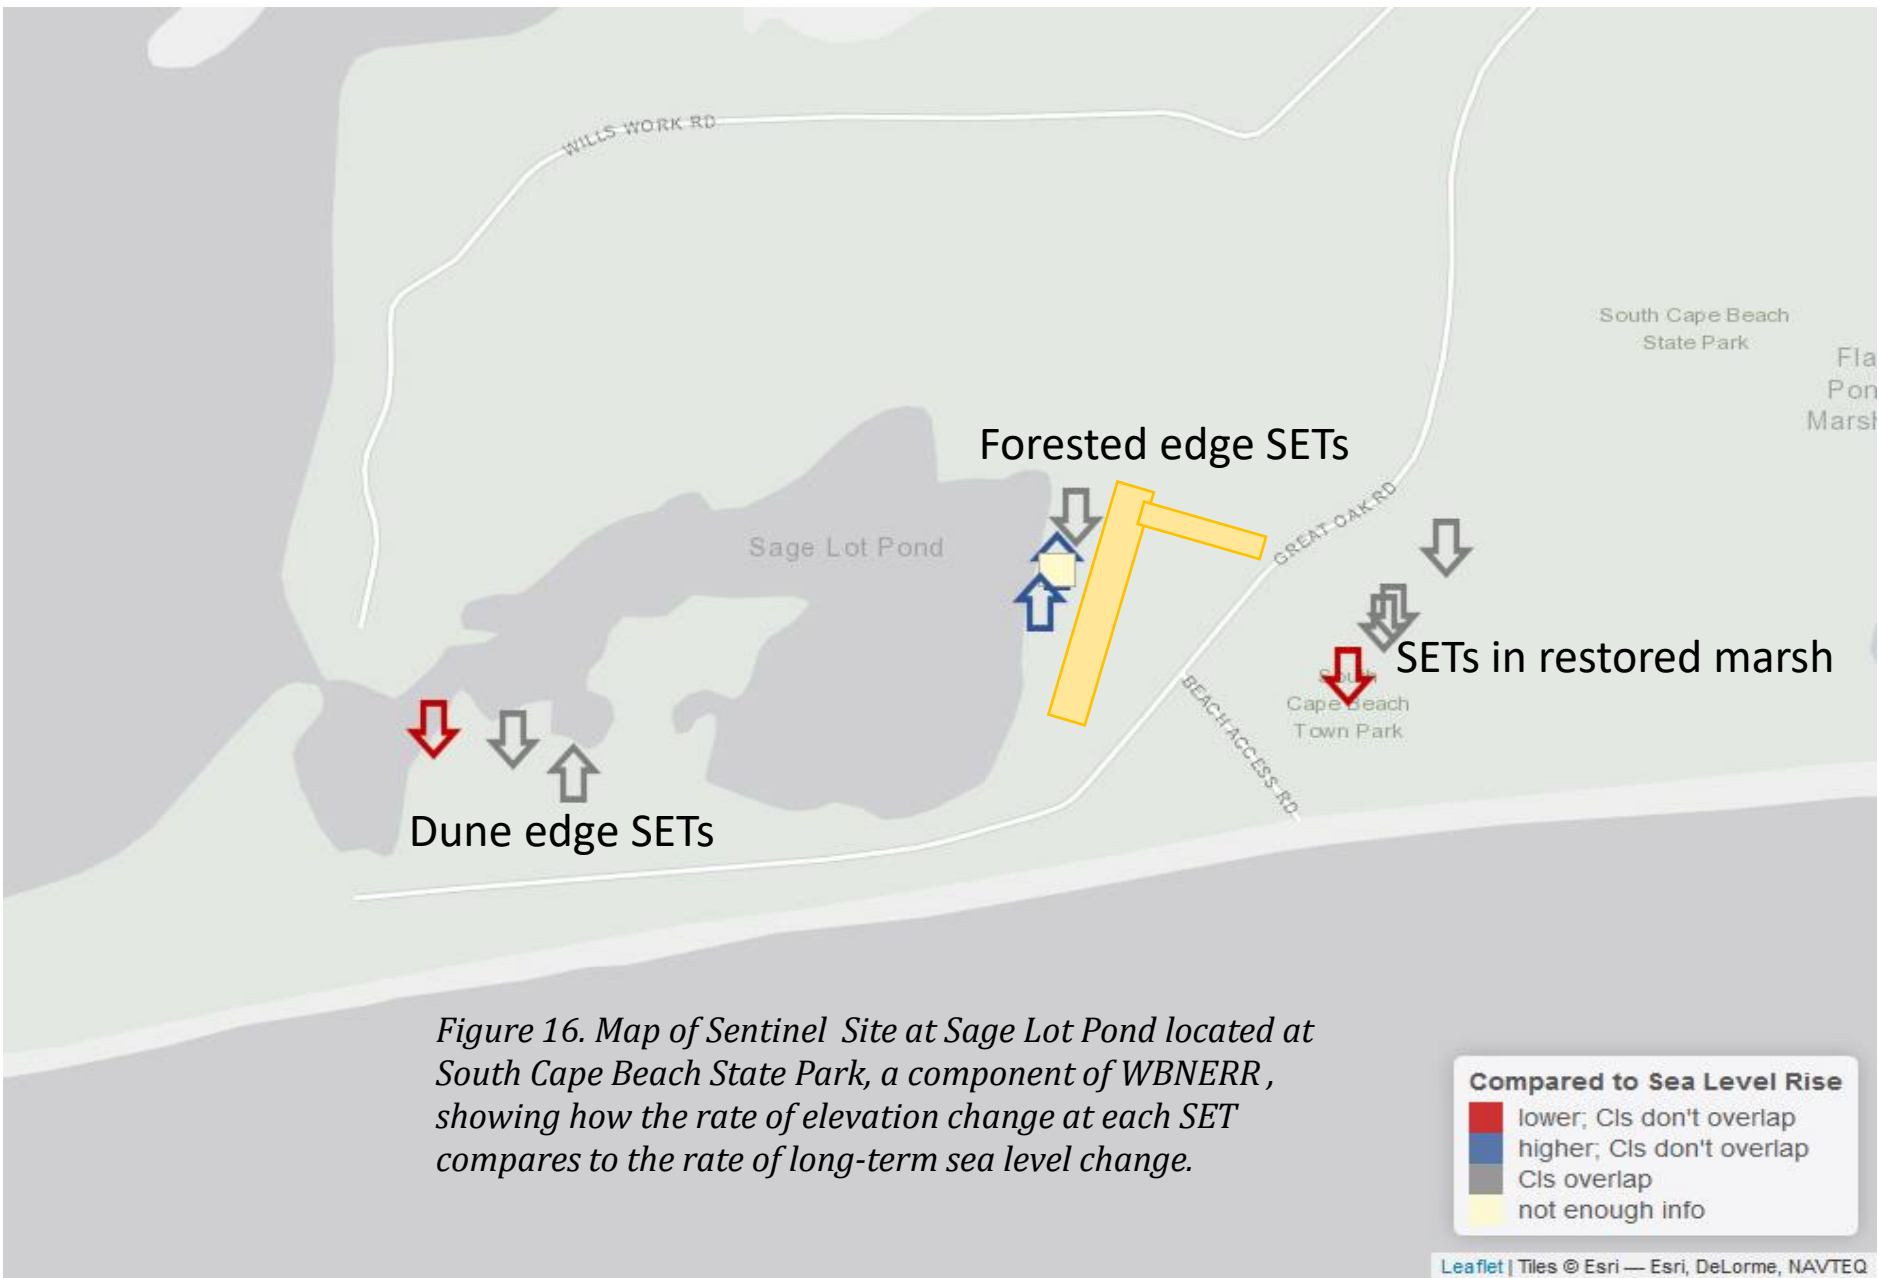 WILLS WORK RD
South Cape Beach
State Park
Fla
Pon
Marsh
Forested edge SETs
GREAT OAK RD
Sage Lot Pond
SETs in restored marsh
South
Cape Beach
Town Park
BEACH ACCESS RD
Dune edge SETs
Figure 16. Map of Sentinel Site at Sage Lot Pond located at
South Cape Beach State Park, a component of WBNERR ,
showing how the rate of elevation change at each SET
compares to the rate of long-term sea level change.
Compared to Sea Level Rise
lower; CIs don't overlap
higher; CIs don't overlap
CIs overlap
not enough info
Leaflet | Tiles © Esri — Esri, DeLorme, NAVTEQ